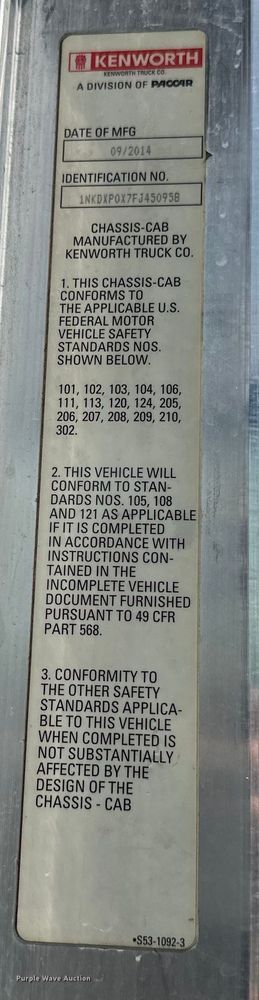 KENWORTH
KENWORTH TRUCK CO.
A DIVISION OF PACCAR
DATE OF MFG
09/2014
IDENTIFICATION NO.
1NKDXP0X7FJ450958
CHASSIS-CAB
MANUFACTURED BY
KENWORTH TRUCK CO.
1. THIS CHASSIS-CAB
CONFORMS TO
THE APPLICABLE U.S.
FEDERAL MOTOR
VEHICLE SAFETY
STANDARDS NOS.
SHOWN BELOW.
101, 102, 103, 104, 106,
111, 113, 120, 124, 205,
206, 207, 208, 209, 210,
302.
2. THIS VEHICLE WILL
CONFORM TO STAN-
DARDS NOS. 105, 108
AND 121 AS APPLICABLE
IF IT IS COMPLETED
IN ACCORDANCE WITH
INSTRUCTIONS CON-
TAINED IN THE
INCOMPLETE VEHICLE
DOCUMENT FURNISHED
PURSUANT TO 49 CFR
PART 568.
3. CONFORMITY TO
THE OTHER SAFETY
STANDARDS APPLICA-
BLE TO THIS VEHICLE
WHEN COMPLETED IS
NOT SUBSTANTIALLY
AFFECTED BY THE
DESIGN OF THE
CHASSIS - CAB
*S53-1092-3
Purple Wave Auction